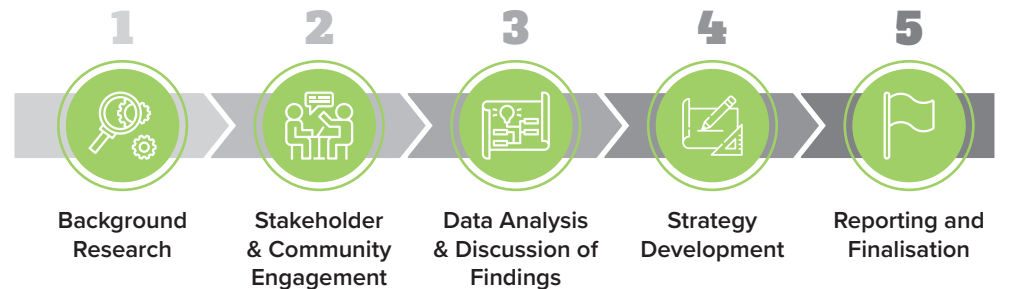 1
2
3
4
5
Background
Research
Stakeholder
& Community
Engagement
Data Analysis
& Discussion of
Findings
Strategy
Development
Reporting and
Finalisation